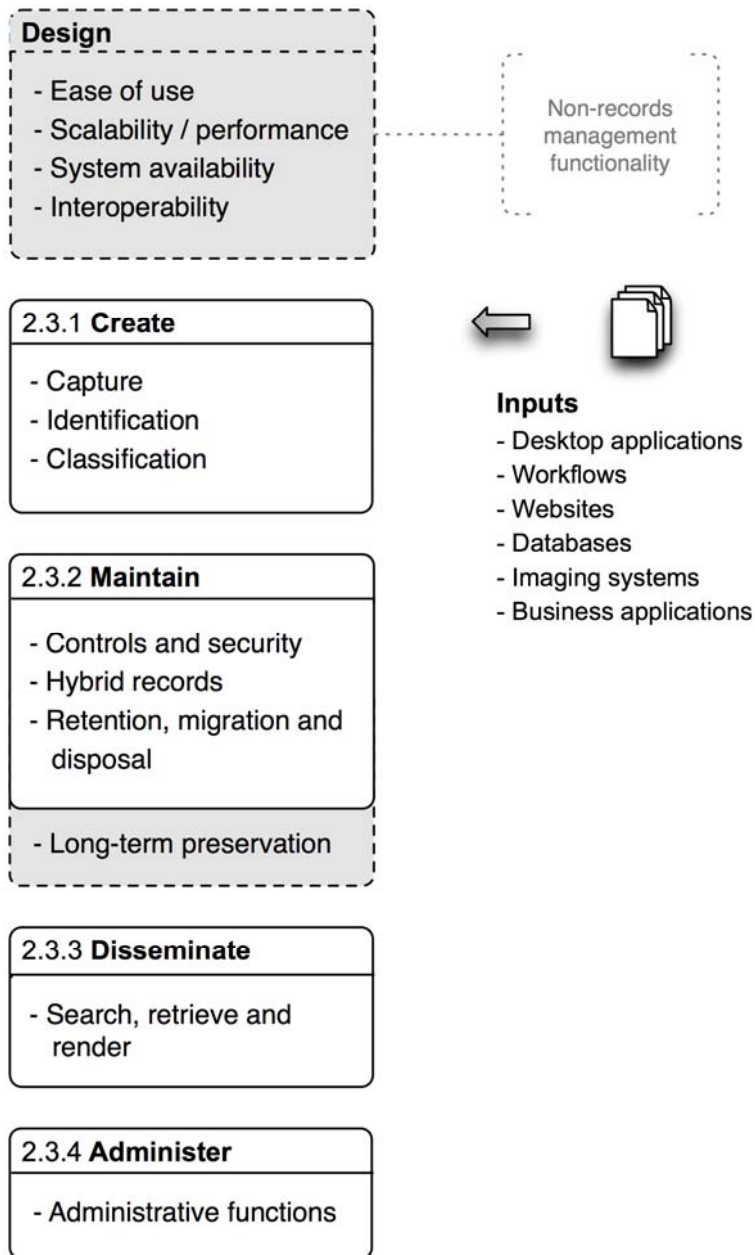 Design
- Ease of use
- Scalability / performance
- System availability
- Interoperability
Non-records
management
functionality
2.3.1 Create
- Capture
- Identification
- Classification
Inputs
- Desktop applications
- Workflows
- Websites
- Databases
- Imaging systems
- Business applications
2.3.2 Maintain
- Controls and security
- Hybrid records
- Retention, migration and
disposal
- Long-term preservation
2.3.3 Disseminate
- Search, retrieve and
render
2.3.4 Administer
- Administrative functions